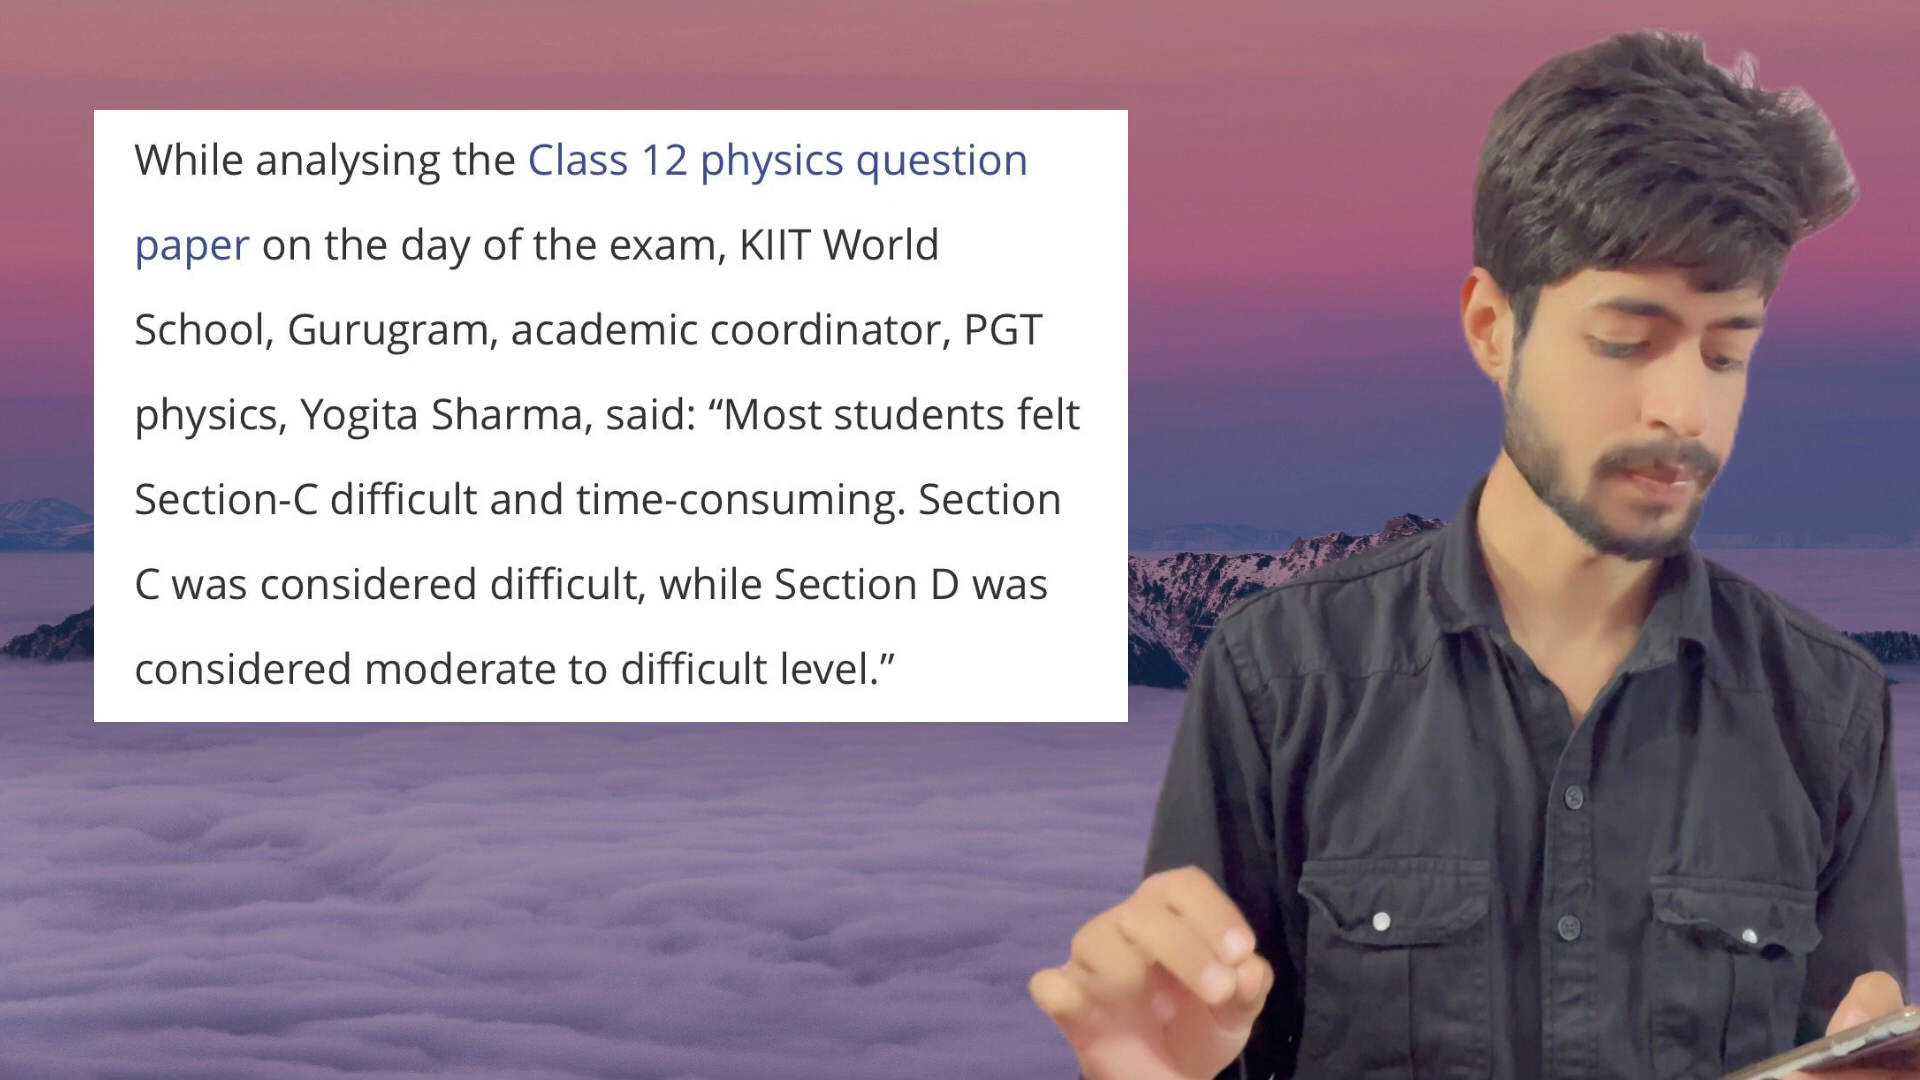 While analysing the Class 12 physics question
paper on the day of the exam, KIIT World
School, Gurugram, academic coordinator, PGT
physics, Yogita Sharma, said: “Most students felt
Section-C difficult and time-consuming. Section
C was considered difficult, while Section D was
considered moderate to difficult level.”